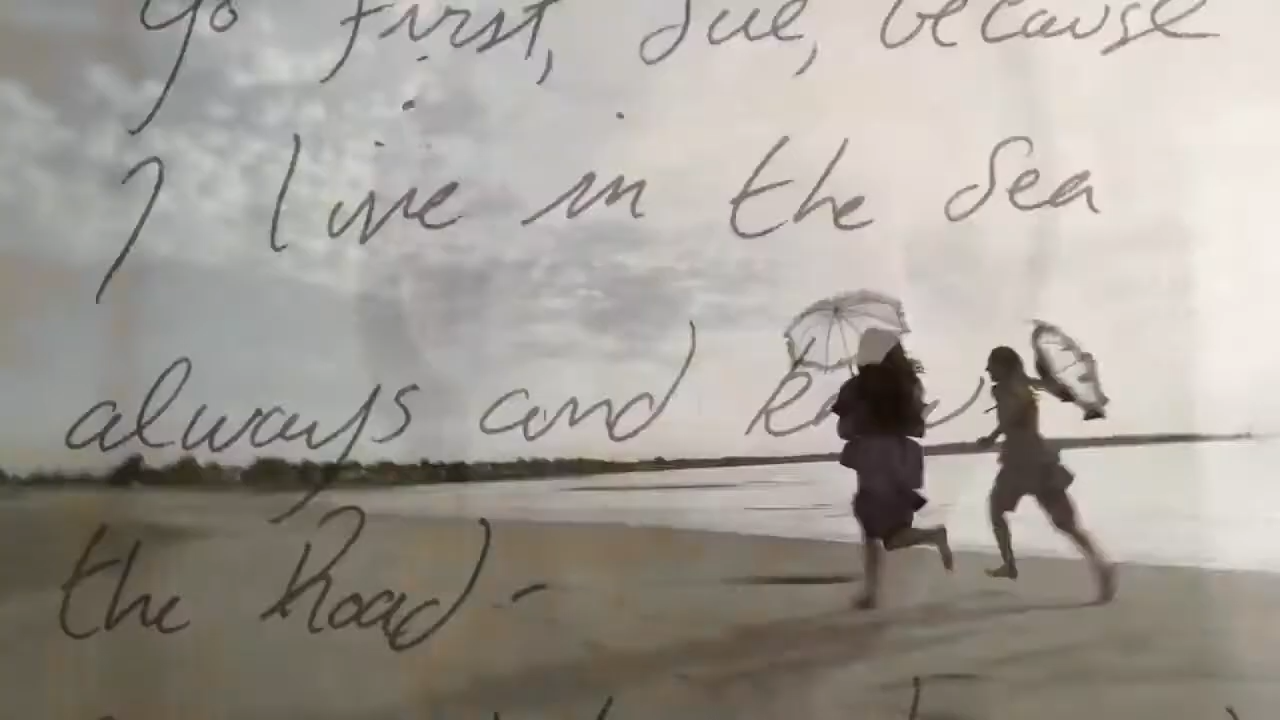 go first, Sue, because
I live in the Sea
always and know
the Road -